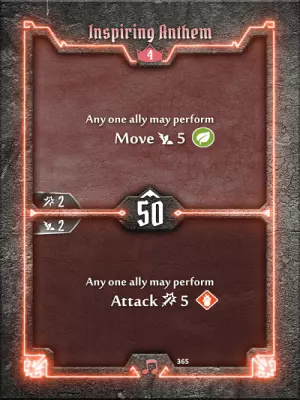 Inspiring Anthem
4
Any one ally may perform
Move 5
2
50
2
Any one ally may perform
Attack 5
365